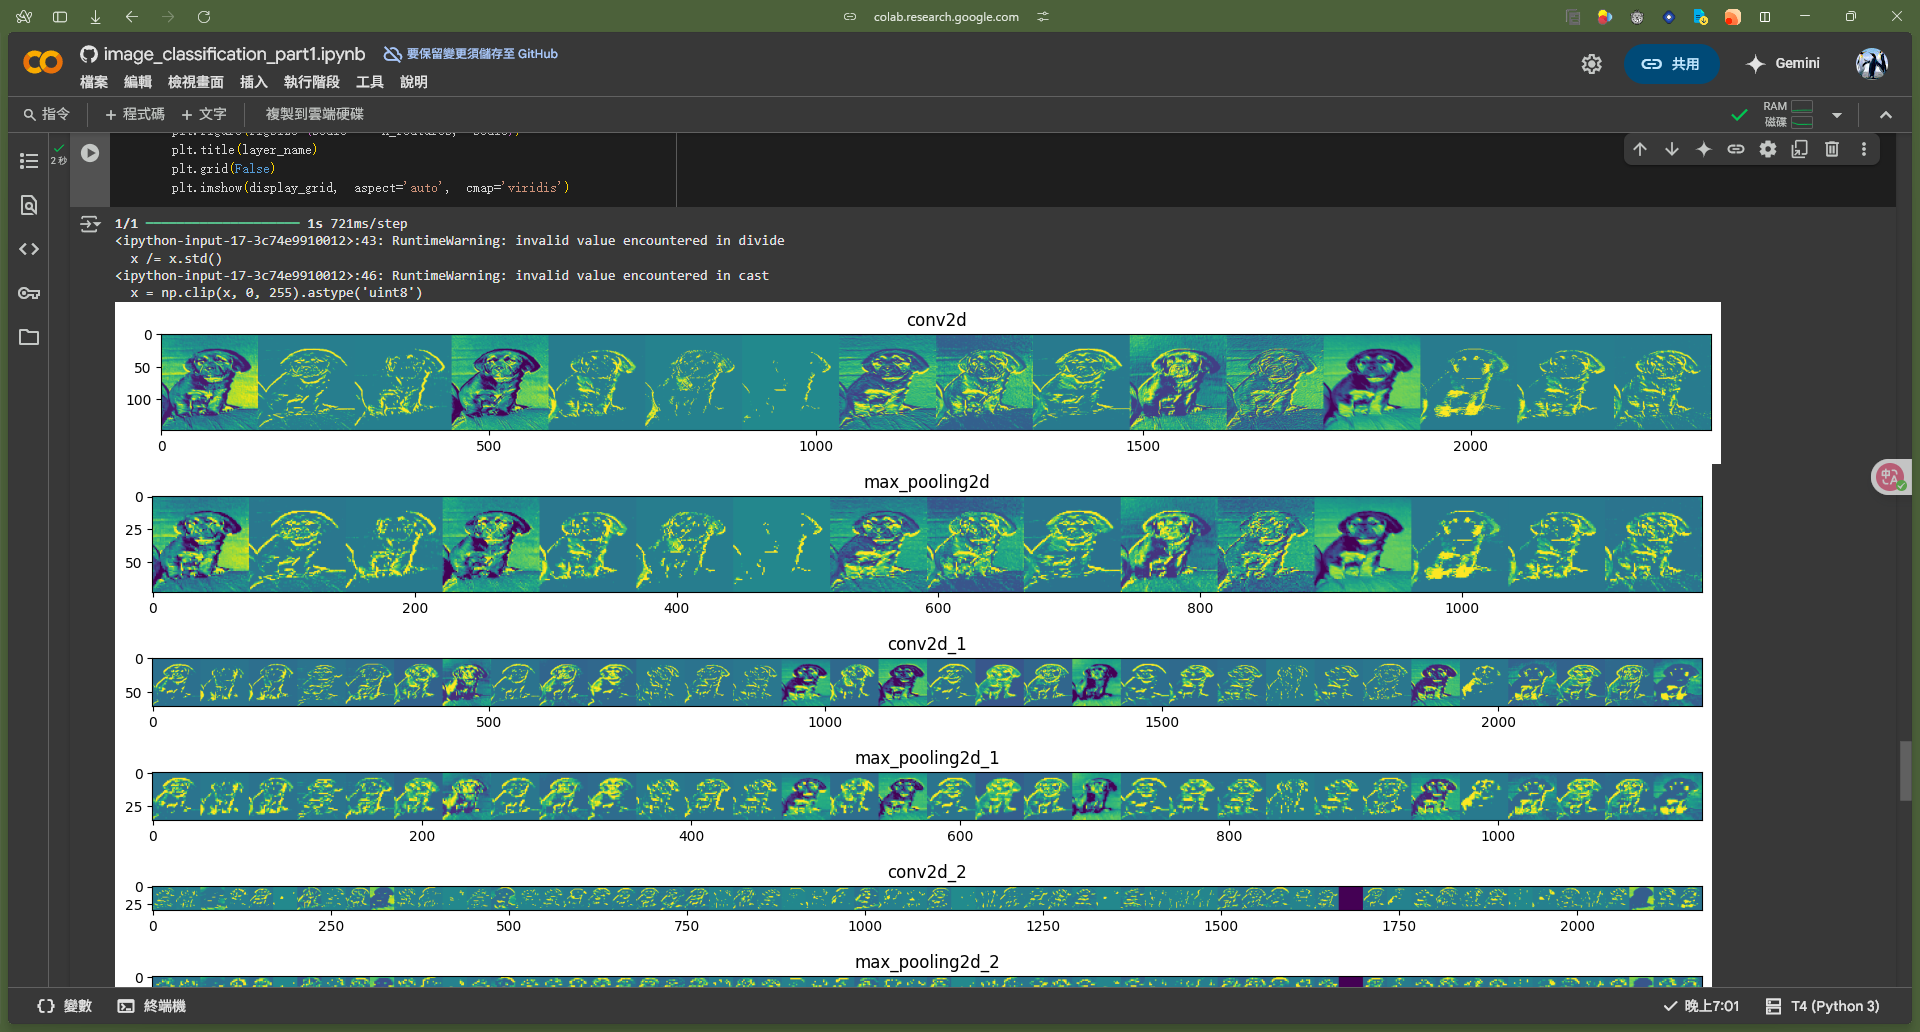 colab.research.google.com
image_classification_part1.ipynb
要保留變更須儲存至 GitHub
檔案 編輯 檢視畫面 插入 執行階段 工具 說明
共用
Gemini
指令 + 程式碼 + 文字 複製到雲端硬碟
RAM
磁碟
2 秒
plt.title(layer_name)
plt.grid(False)
plt.imshow(display_grid, aspect='auto', cmap='viridis')
1/1 ━━━━━━━━━━━━━━━━━━━━ 1s 721ms/step
<ipython-input-17-3c74e9910012>:43: RuntimeWarning: invalid value encountered in divide
x /= x.std()
<ipython-input-17-3c74e9910012>:46: RuntimeWarning: invalid value encountered in cast
x = np.clip(x, 0, 255).astype('uint8')
conv2d
0
50
100
0 500 1000 1500 2000
max_pooling2d
0
25
50
0 200 400 600 800 1000
conv2d_1
0
50
0 500 1000 1500 2000
max_pooling2d_1
0
25
0 200 400 600 800 1000
conv2d_2
0
25
0 250 500 750 1000 1250 1500 1750 2000
max_pooling2d_2
0
變數 終端機
晚上7:01 T4 (Python 3)